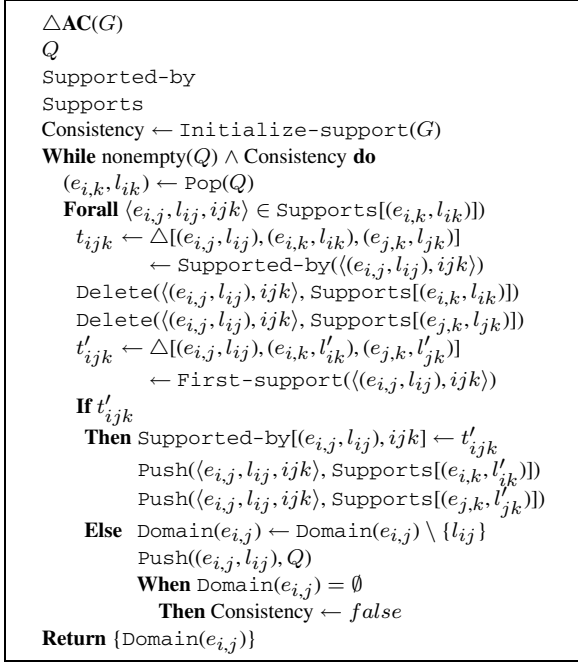 △AC(G)
Q
Supported-by
Supports
Consistency ← Initialize-support(G)
While nonempty(Q) ∧ Consistency do
(e_{i,k}, l_{ik}) ← Pop(Q)
Forall ⟨e_{i,j}, l_{ij}, ijk⟩ ∈ Supports[(e_{i,k}, l_{ik})])
t_{ijk} ← △[(e_{i,j}, l_{ij}), (e_{i,k}, l_{ik}), (e_{j,k}, l_{jk})]
← Supported-by(⟨(e_{i,j}, l_{ij}), ijk⟩)
Delete(⟨(e_{i,j}, l_{ij}), ijk⟩, Supports[(e_{i,k}, l_{ik})])
Delete(⟨(e_{i,j}, l_{ij}), ijk⟩, Supports[(e_{j,k}, l_{jk})])
t'_{ijk} ← △[(e_{i,j}, l_{ij}), (e_{i,k}, l'_{ik}), (e_{j,k}, l'_{jk})]
← First-support(⟨(e_{i,j}, l_{ij}), ijk⟩)
If t'_{ijk}
Then Supported-by[(e_{i,j}, l_{ij}), ijk] ← t'_{ijk}
Push(⟨e_{i,j}, l_{ij}, ijk⟩, Supports[(e_{i,k}, l'_{ik})])
Push(⟨e_{i,j}, l_{ij}, ijk⟩, Supports[(e_{j,k}, l'_{jk})])
Else Domain(e_{i,j}) ← Domain(e_{i,j}) \ {l_{ij}}
Push((e_{i,j}, l_{ij}), Q)
When Domain(e_{i,j}) = ∅
Then Consistency ← false
Return {Domain(e_{i,j})}